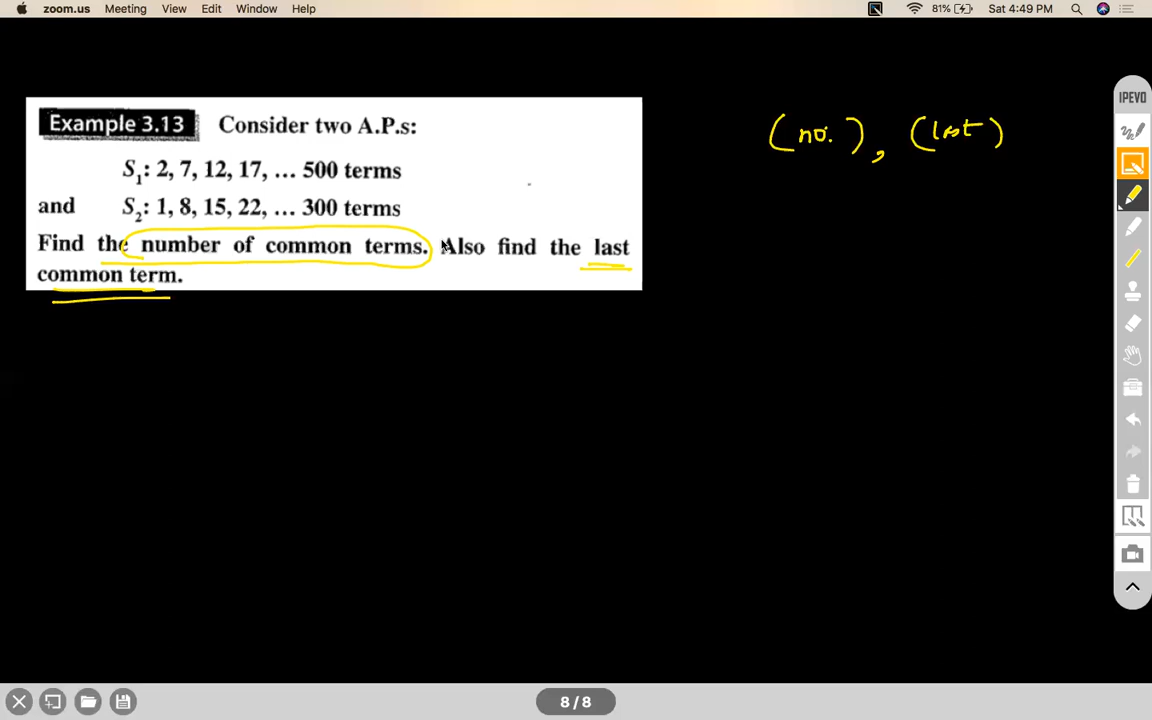 zoom.us Meeting View Edit Window Help 81% Sat 4:49 PM
IPEVO
Example 3.13 Consider two A.P.s:
(no.), (last)
S₁: 2, 7, 12, 17, ... 500 terms
and S₂: 1, 8, 15, 22, ... 300 terms
Find the number of common terms. Also find the last
common term.
8 / 8